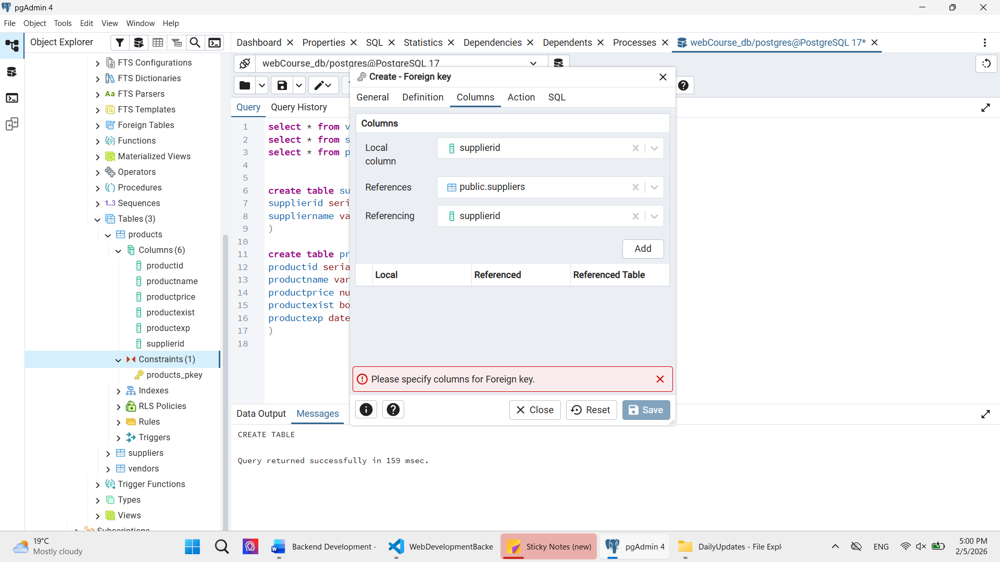 pgAdmin 4
File Object Tools Edit View Window Help
Object Explorer
Dashboard Properties SQL Statistics Dependencies Dependents Processes webCourse_db/postgres@PostgreSQL 17*
FTS Configurations
FTS Dictionaries
Aa FTS Parsers
FTS Templates
Foreign Tables
Functions
Materialized Views
Operators
Procedures
1..3 Sequences
Tables (3)
products
Columns (6)
productid
productname
productprice
productexist
productexp
supplierid
Constraints (1)
products_pkey
Indexes
RLS Policies
Rules
Triggers
suppliers
vendors
Trigger Functions
Types
Views
Subscriptions
webCourse_db/postgres@PostgreSQL 17
Query Query History
1 select * from v
2 select * from s
3 select * from p
4
5
6 create table su
7 supplierid seri
8 suppliername va
9 )
10
11 create table pr
12 productid seria
13 productname var
14 productprice nu
15 productexist bo
16 productexp date
17 )
18
Create - Foreign key
General Definition Columns Action SQL
Columns
Local column supplierid
References public.suppliers
Referencing supplierid
Add
Local Referenced Referenced Table
Please specify columns for Foreign key.
Close Reset Save
Data Output Messages
CREATE TABLE
Query returned successfully in 159 msec.
19°C
Mostly cloudy
Backend Development - WebDevelopmentBacke Sticky Notes (new) pgAdmin 4 DailyUpdates - File Expl
ENG
5:00 PM
2/5/2026